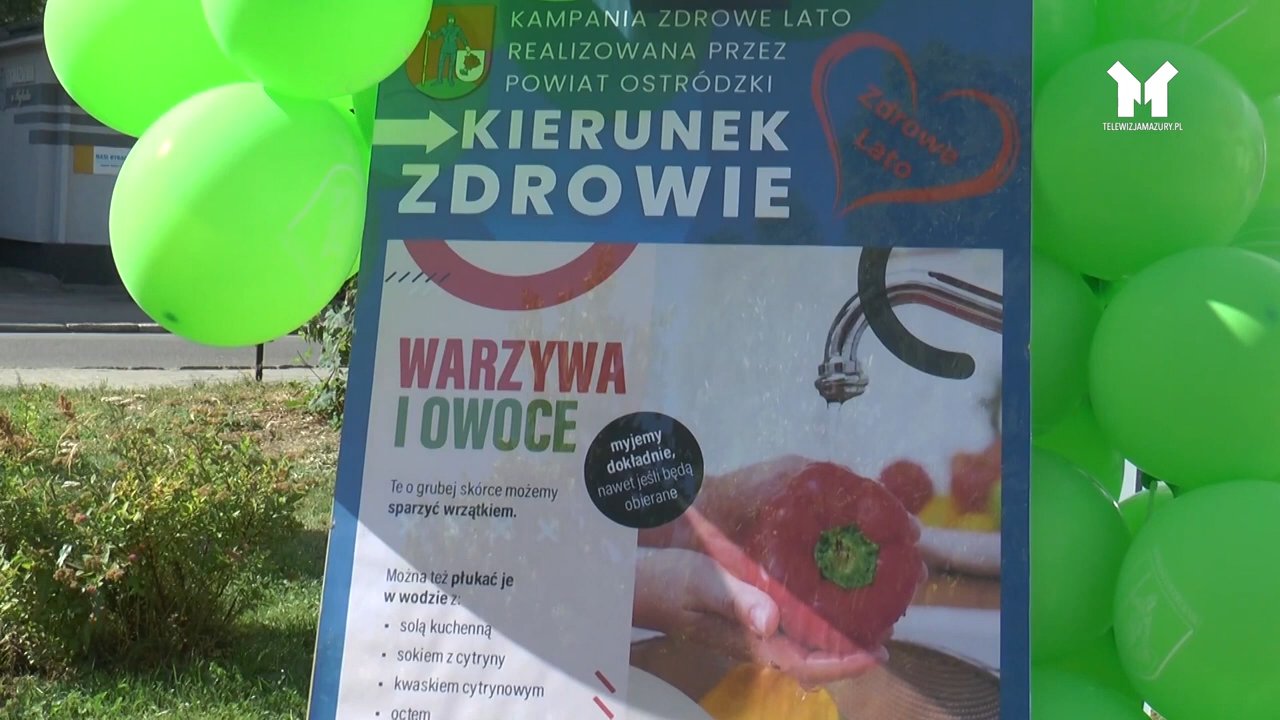 KAMPANIA ZDROWE LATO
REALIZOWANA PRZEZ
POWIAT OSTRÓDZKI
KIERUNEK
ZDROWIE
Zdrowe
Lato
TELEWIZJAMAZURY.PL
WARZYWA
I OWOCE
myjemy
dokładnie,
nawet jeśli będą
obierane
Te o grubej skórce możemy
sparzyć wrzątkiem.
Można też płukać je
w wodzie z:
• solą kuchenną
• sokiem z cytryny
• kwaskiem cytrynowym
• octem